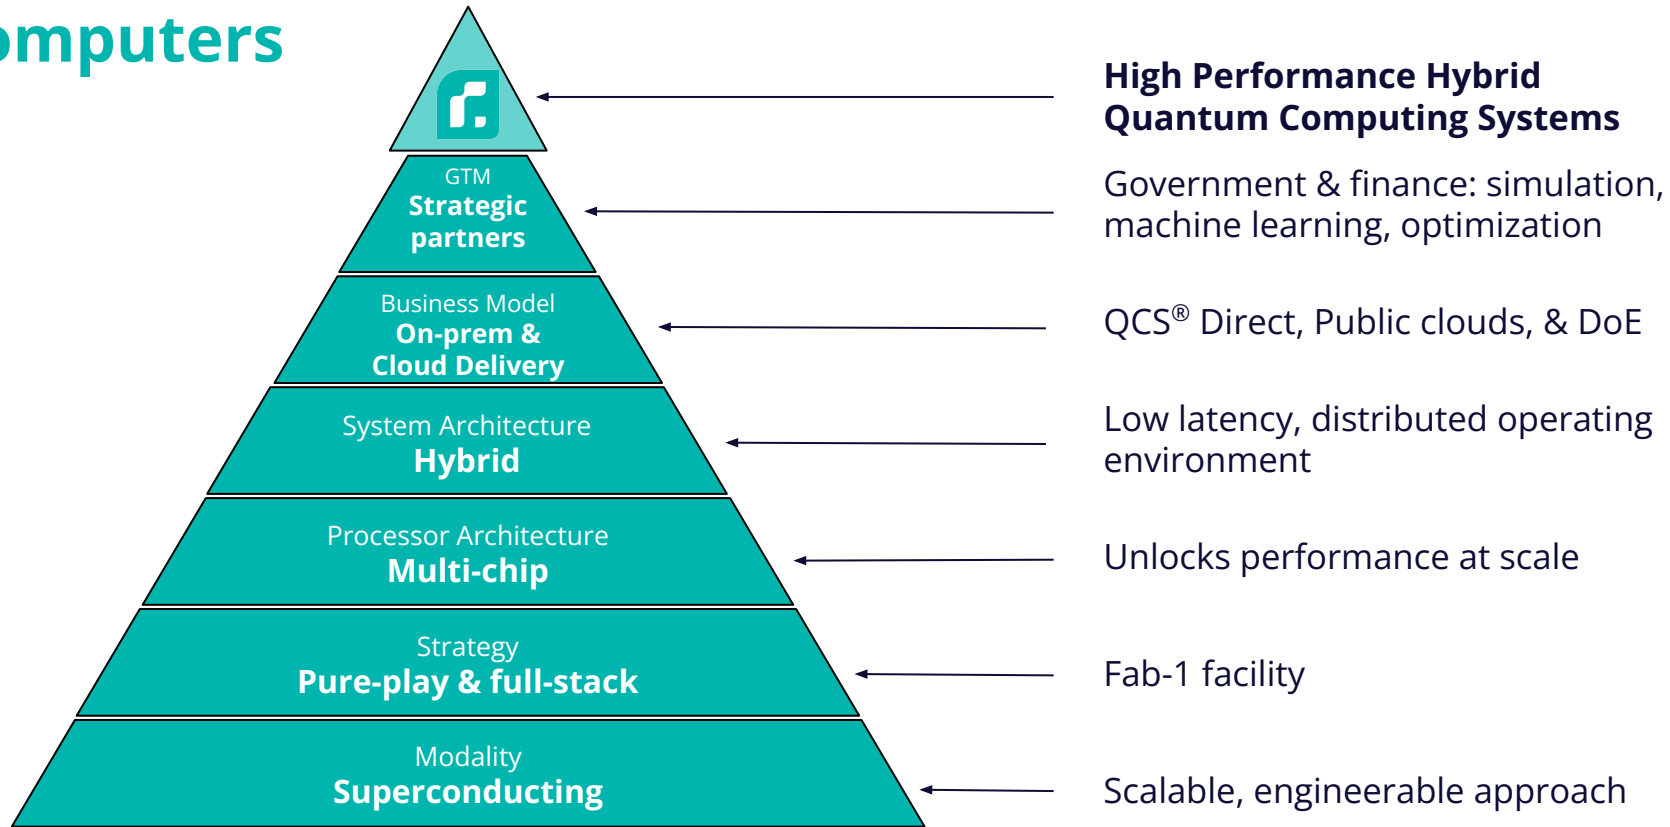 omputers
High Performance Hybrid
Quantum Computing Systems
r.
GTM
Strategic
partners
Government & finance: simulation,
machine learning, optimization
Business Model
On-prem &
Cloud Delivery
QCS® Direct, Public clouds, & DoE
System Architecture
Hybrid
Low latency, distributed operating
environment
Processor Architecture
Multi-chip
Unlocks performance at scale
Strategy
Pure-play & full-stack
Fab-1 facility
Modality
Superconducting
Scalable, engineerable approach